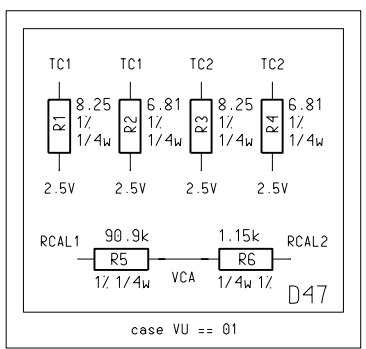 TC1 TC1 TC2 TC2
R1 8.25 1% 1/4w R2 6.81 1% 1/4w R3 8.25 1% 1/4w R4 6.81 1% 1/4w
2.5V 2.5V 2.5V 2.5V
90.9k 1.15k
RCAL1 R5 VCA R6 RCAL2
1% 1/4w 1/4w 1%
D47
case VU == 01